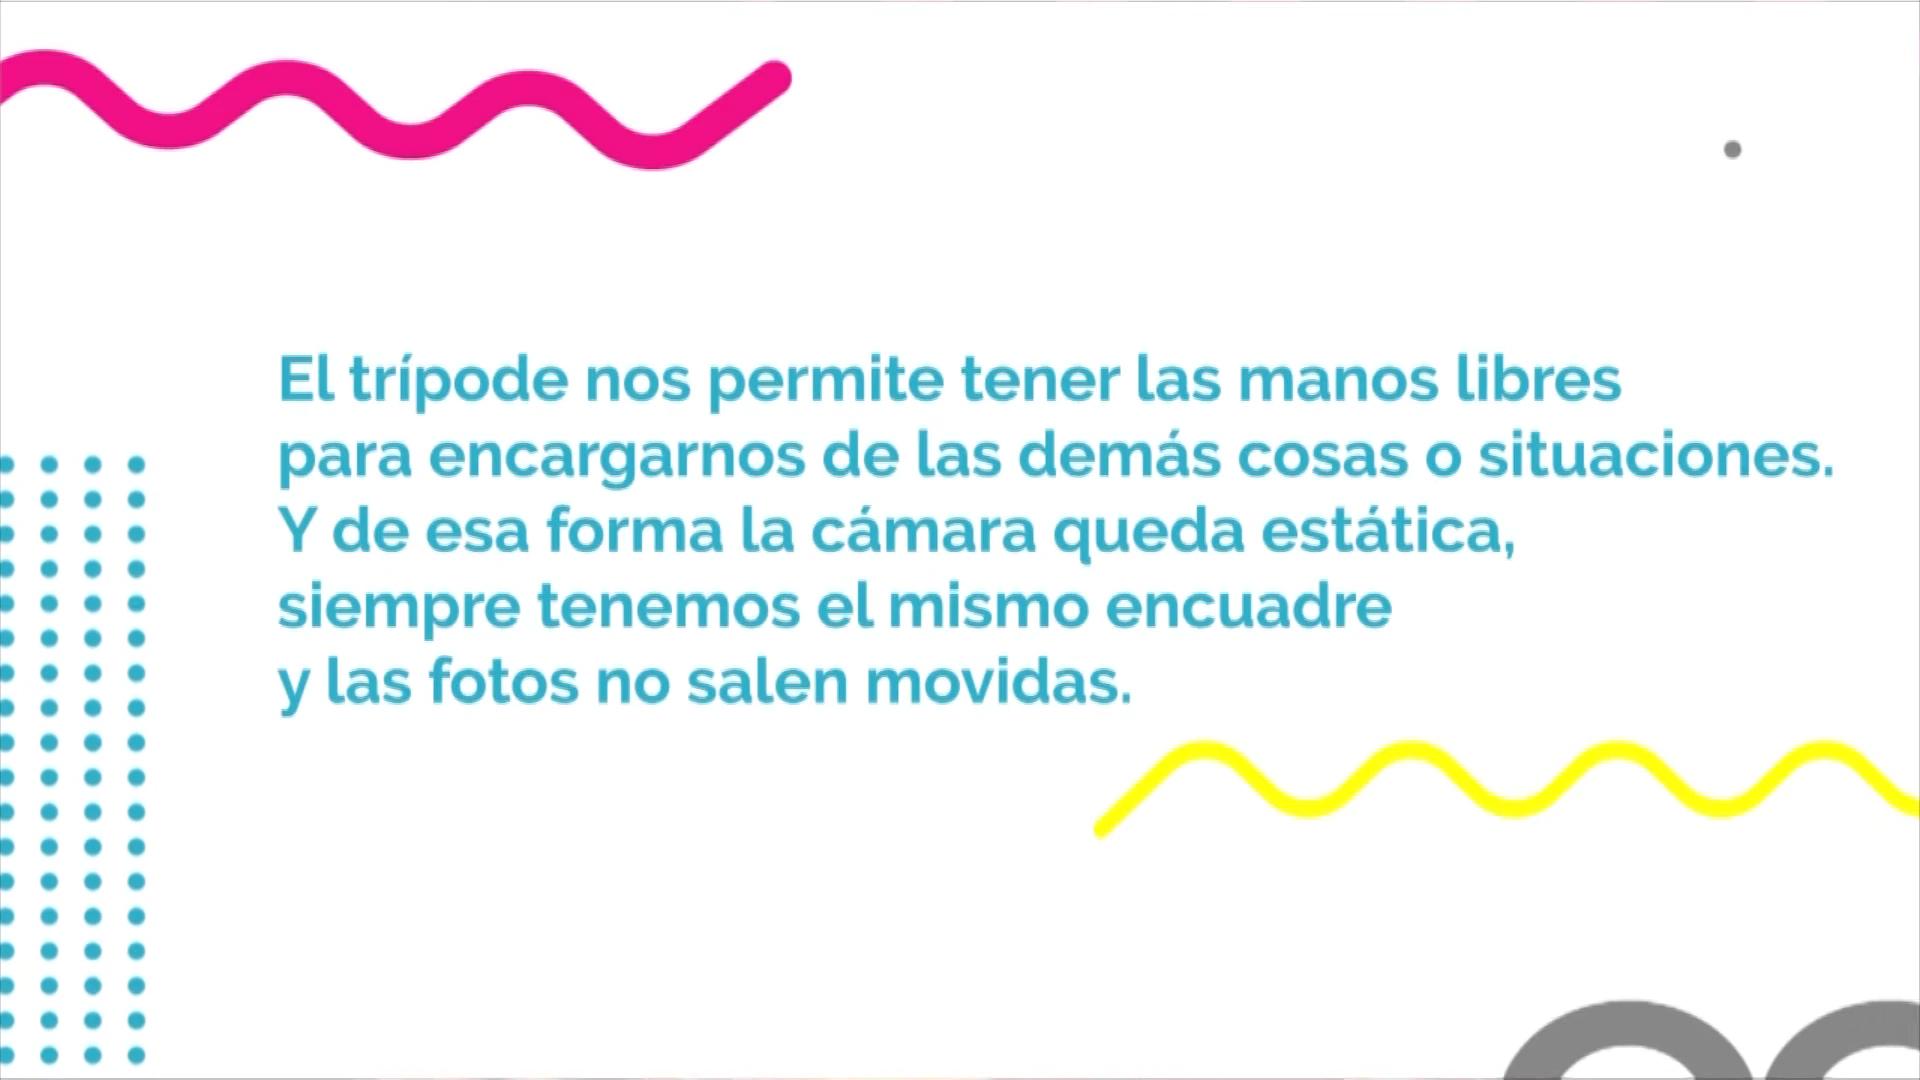 El trípode nos permite tener las manos libres
para encargarnos de las demás cosas o situaciones.
Y de esa forma la cámara queda estática,
siempre tenemos el mismo encuadre
y las fotos no salen movidas.